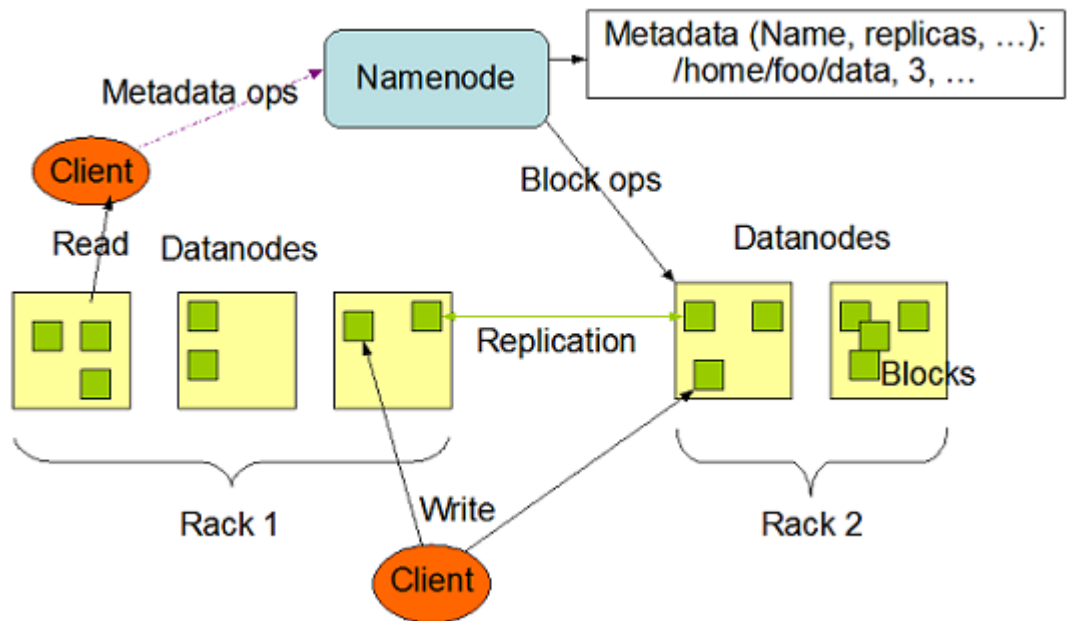 Metadata (Name, replicas, …):
/home/foo/data, 3, …
Namenode
Metadata ops
Client
Block ops
Read
Datanodes
Datanodes
Replication
Blocks
Rack 1
Write
Rack 2
Client